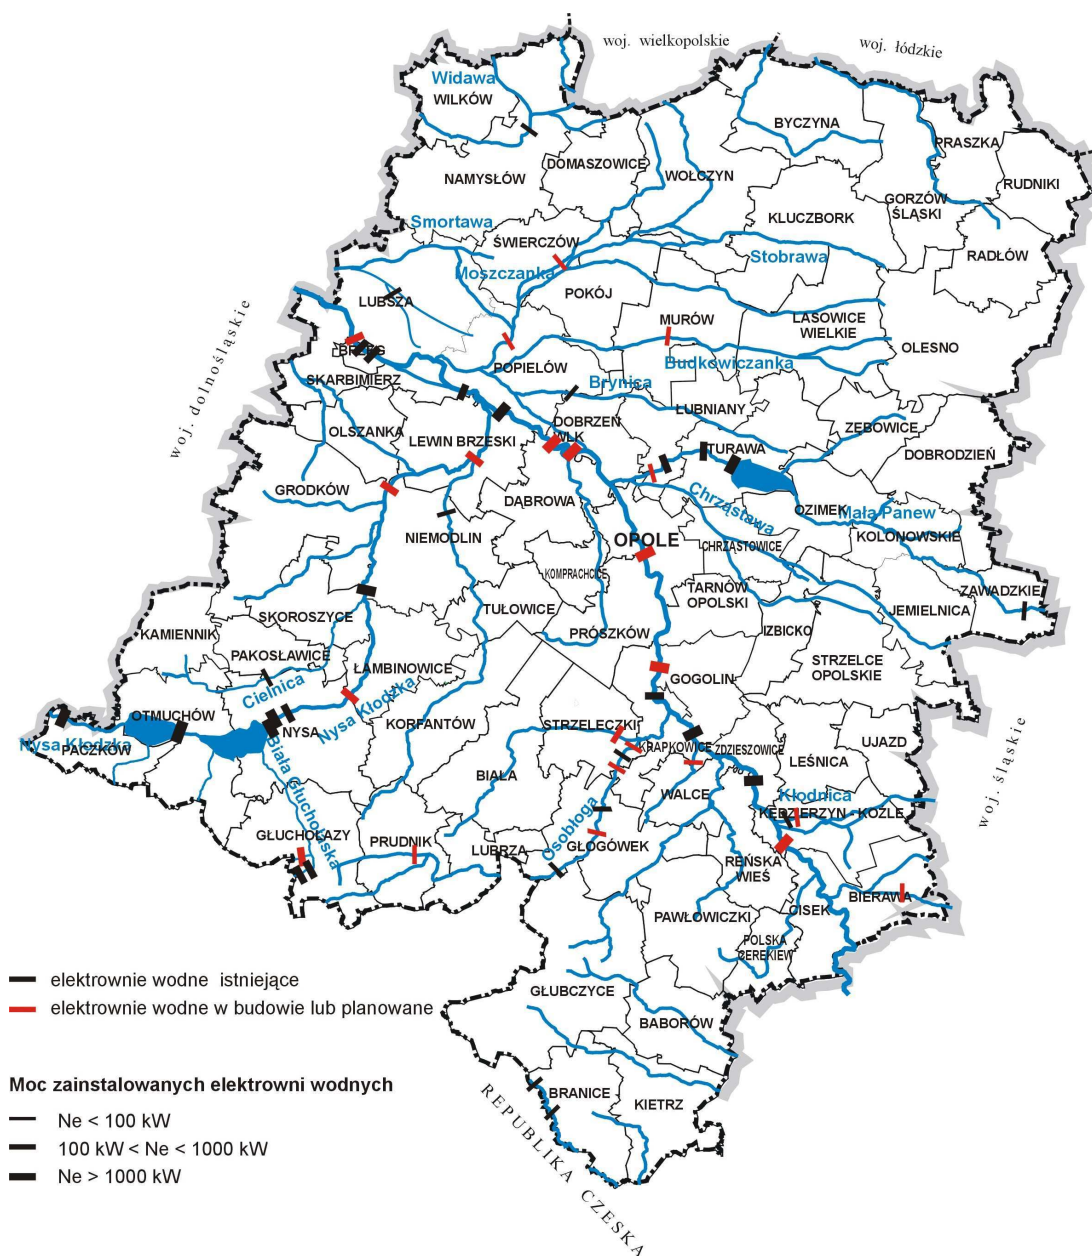 woj. wielkopolskie
woj. łódzkie
Widawa
WILKÓW
BYCZYNA
PRASZKA
DOMASZOWICE
WOŁCZYN
NAMYSŁÓW
RUDNIKI
GORZÓW
ŚLĄSKI
KLUCZBORK
Smortawa
ŚWIERCZÓW
Stobrawa
RADŁÓW
Moszczanka
POKÓJ
LUBSZA
MURÓW
LASOWICE
WIELKIE
OLESNO
BRZEG
POPIELÓW
Budkowiczanka
SKARBIMIERZ
Brynica
LUBNIANY
woj. dolnośląskie
OLSZANKA
LEWIN BRZESKI
DOBRZEŃ
WLK
TURAWA
ZĘBOWICE
DOBRODZIEŃ
GRODKÓW
DĄBROWA
Chrząstawa
OZIMEK
Mała Panew
NIEMODLIN
OPOLE
CHRZĄSTOWICE
KOLONOWSKIE
KOMPRACHCICE
TARNÓW
OPOLSKI
ZAWADZKIE
SKOROSZYCE
TUŁOWICE
JEMIELNICA
KAMIENNIK
PRÓSZKÓW
IZBICKO
PAKOSŁAWICE
ŁAMBINOWICE
STRZELCE
OPOLSKIE
Cielnica
GOGOLIN
Nysa Kłodzka
OTMUCHÓW
NYSA
KORFANTÓW
STRZELECZKI
Nysa Kłodzka
PACZKÓW
KRAPKOWICE
ZDZIESZOWICE
UJAZD
LEŚNICA
Biała Głuchołaska
BIAŁA
WALCE
Kłodnica
KĘDZIERZYN - KOŹLE
woj. śląskie
Osobłoga
GŁUCHOŁAZY
PRUDNIK
LUBRZA
GŁOGÓWEK
REŃSKA
WIEŚ
BIERAWA
PAWŁOWICZKI
CISEK
POLSKA
CEREKIEW
GŁUBCZYCE
BABORÓW
BRANICE
KIETRZ
REPUBLIKA CZESKA
elektrownie wodne istniejące
elektrownie wodne w budowie lub planowane
Moc zainstalowanych elektrowni wodnych
Ne < 100 kW
100 kW < Ne < 1000 kW
Ne > 1000 kW